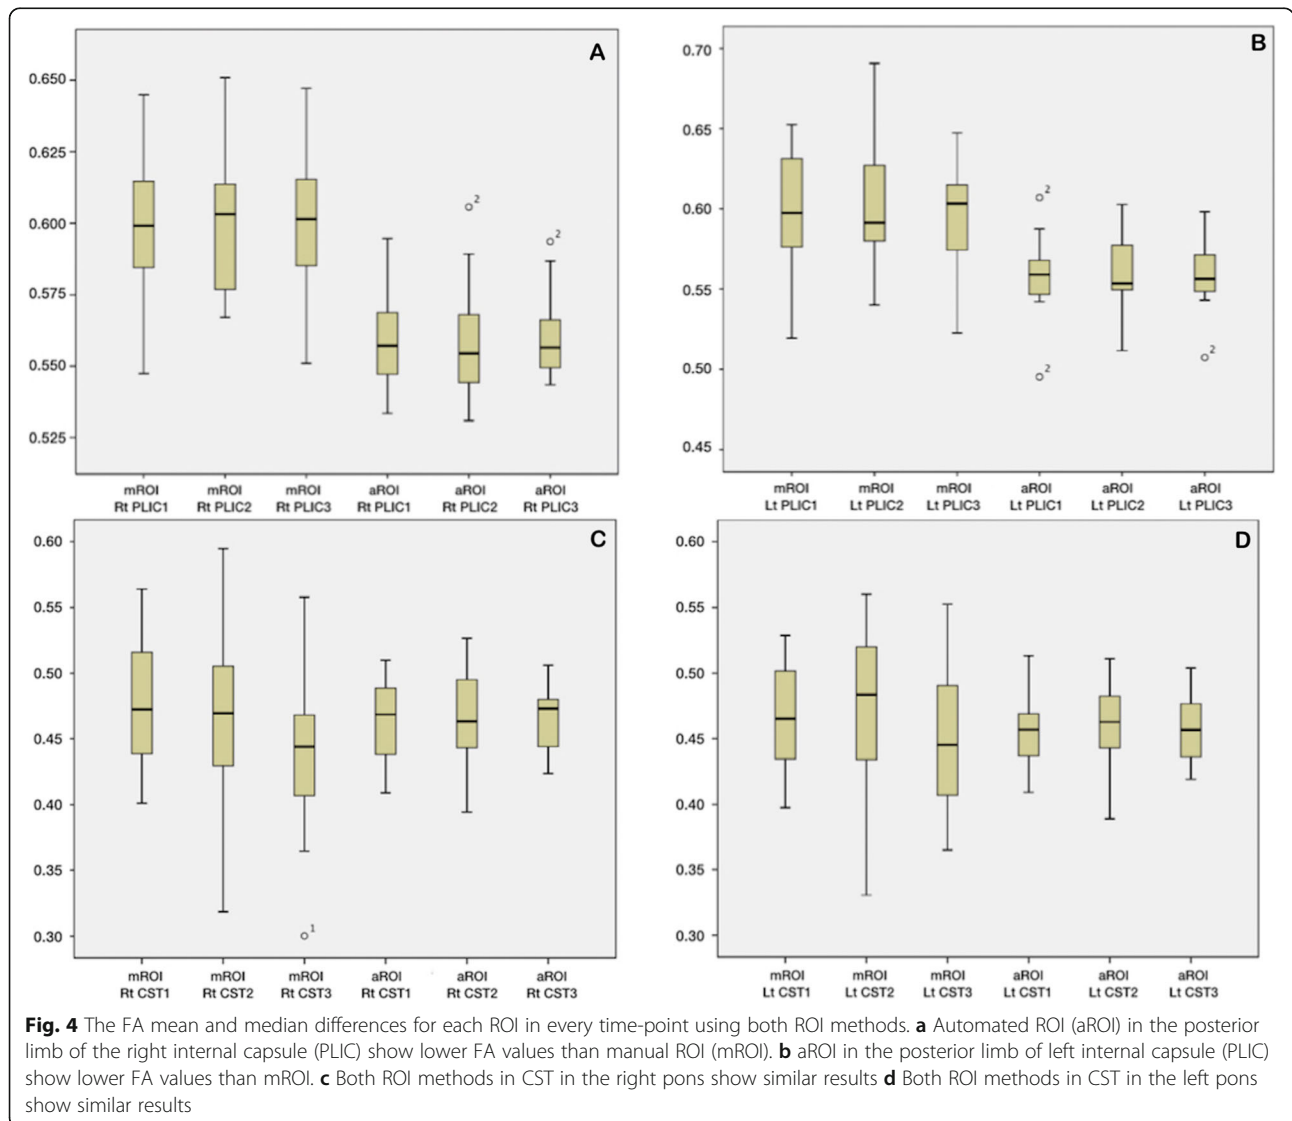 A
0.650
0.625
0.600
0.575
0.550
0.525
2
2
mROI mROI mROI aROI aROI aROI
Rt PLIC1 Rt PLIC2 Rt PLIC3 Rt PLIC1 Rt PLIC2 Rt PLIC3
B
0.70
0.65
0.60
0.55
0.50
0.45
2
2
2
mROI mROI mROI aROI aROI aROI
Lt PLIC1 Lt PLIC2 Lt PLIC3 Lt PLIC1 Lt PLIC2 Lt PLIC3
C
0.60
0.55
0.50
0.45
0.40
0.35
0.30
1
mROI mROI mROI aROI aROI aROI
Rt CST1 Rt CST2 Rt CST3 Rt CST1 Rt CST2 Rt CST3
D
0.60
0.55
0.50
0.45
0.40
0.35
0.30
mROI mROI mROI aROI aROI aROI
Lt CST1 Lt CST2 Lt CST3 Lt CST1 Lt CST2 Lt CST3
Fig. 4 The FA mean and median differences for each ROI in every time-point using both ROI methods. a Automated ROI (aROI) in the posterior
limb of the right internal capsule (PLIC) show lower FA values than manual ROI (mROI). b aROI in the posterior limb of left internal capsule (PLIC)
show lower FA values than mROI. c Both ROI methods in CST in the right pons show similar results d Both ROI methods in CST in the left pons
show similar results